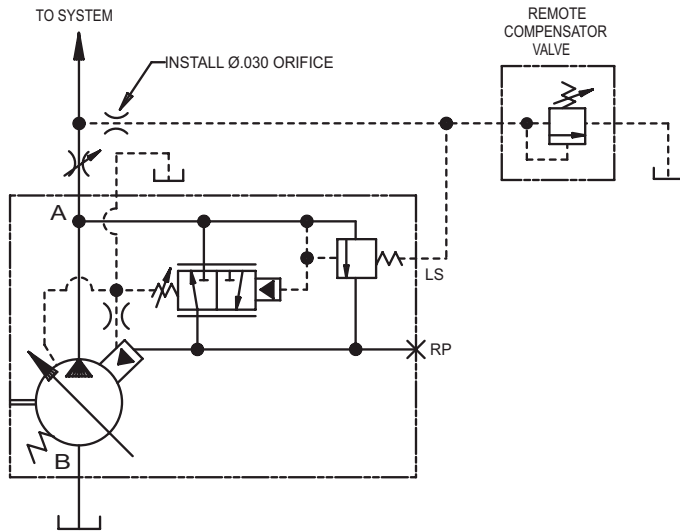 TO SYSTEM
REMOTE
COMPENSATOR
VALVE
INSTALL Ø.030 ORIFICE
A
LS
RP
B